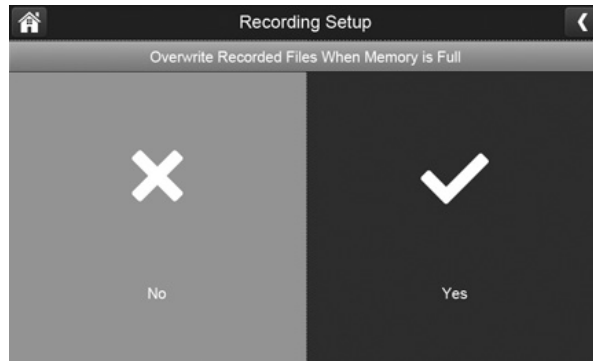 Recording Setup
Overwrite Recorded Files When Memory is Full
No
Yes